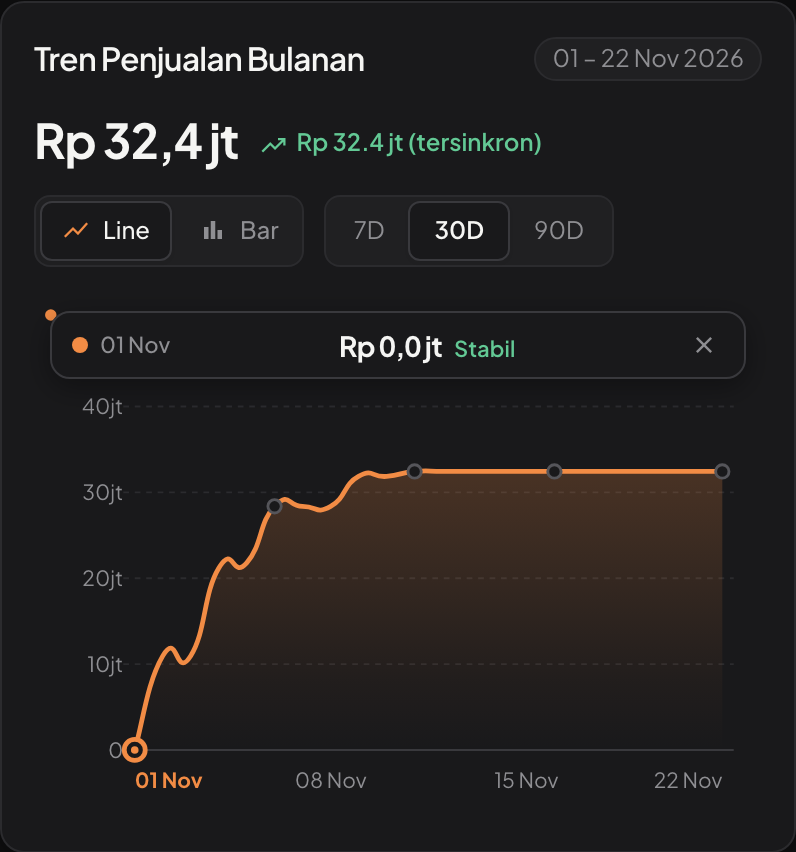 Tren Penjualan Bulanan
01 – 22 Nov 2026
Rp 32,4 jt
Rp 32.4 jt (tersinkron)
Line
Bar
7D
30D
90D
01 Nov
Rp 0,0 jt Stabil
40jt
30jt
20jt
10jt
0
01 Nov
08 Nov
15 Nov
22 Nov